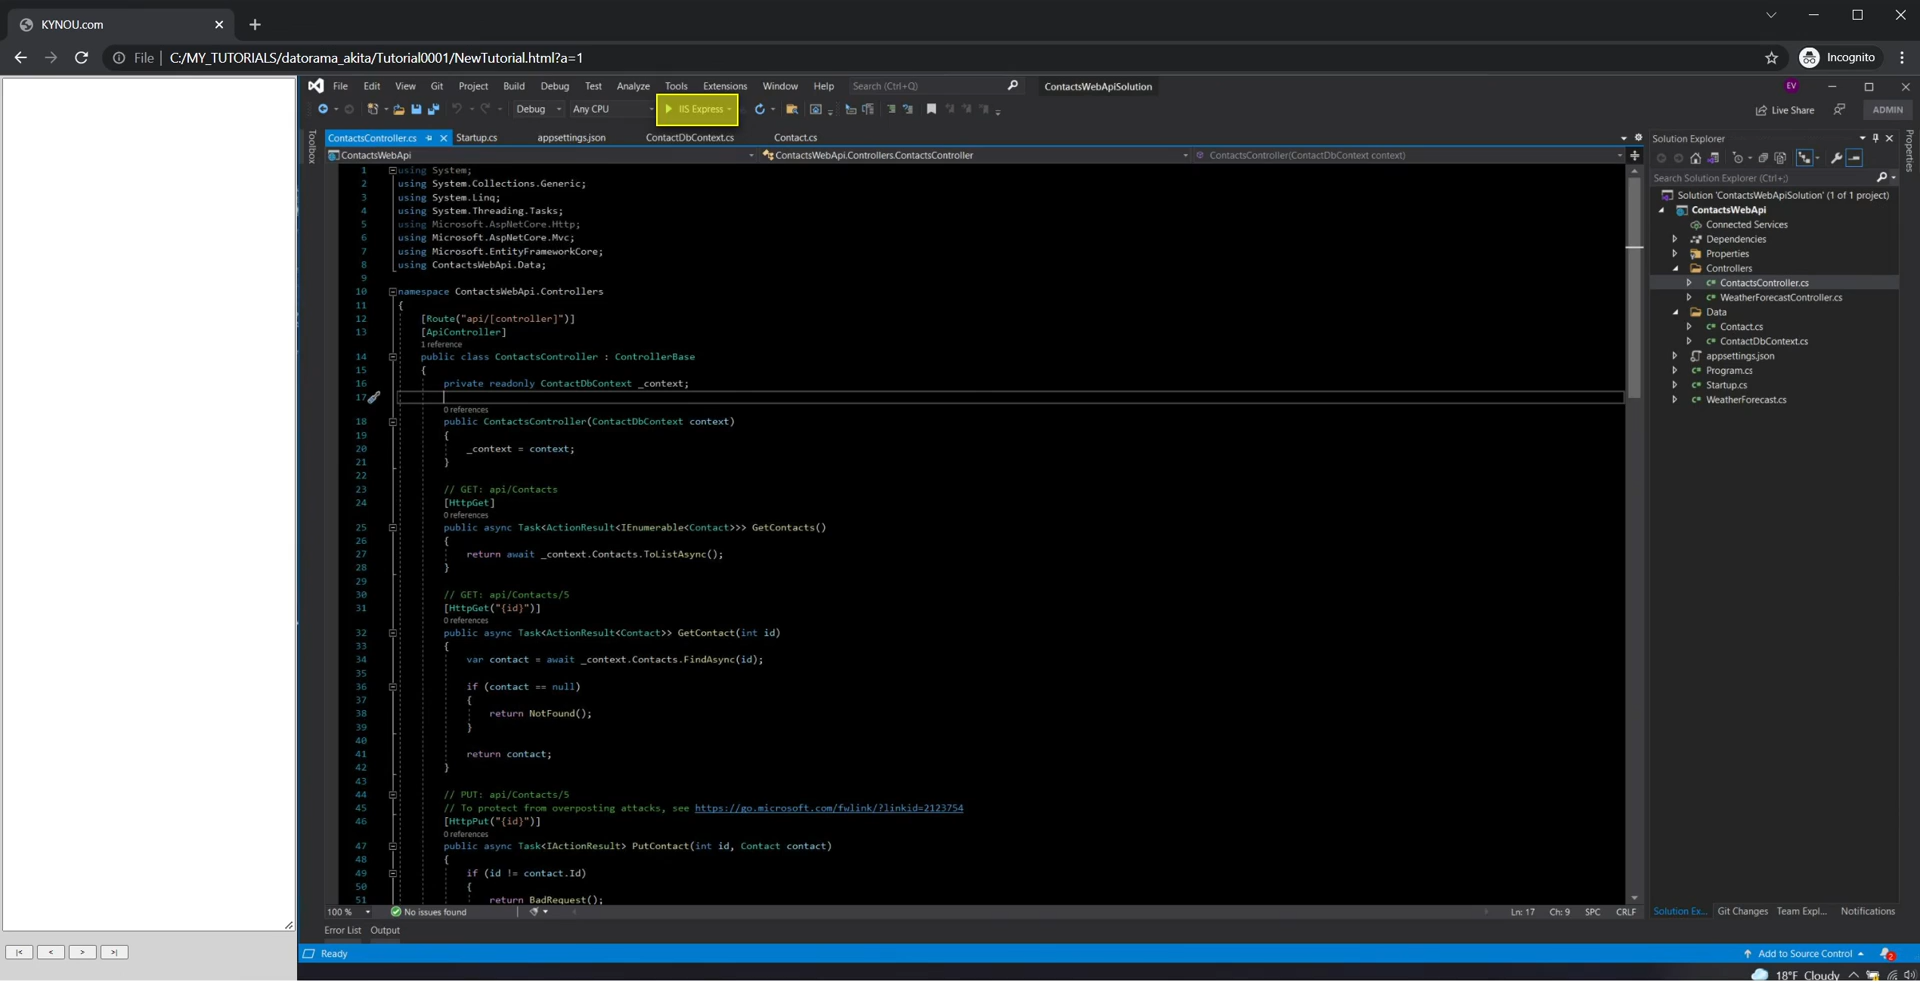 KYNOU.com
File C:/MY_TUTORIALS/datorama_akita/Tutorial0001/NewTutorial.html?a=1
Incognito
File Edit View Git Project Build Debug Test Analyze Tools Extensions Window Help Search (Ctrl+Q) ContactsWebApiSolution EV
Debug Any CPU IIS Express Live Share ADMIN
Toolbox
ContactsController.cs Startup.cs appsettings.json ContactDbContext.cs Contact.cs
ContactsWebApi ContactsWebApi.Controllers.ContactsController ContactsController(ContactDbContext context)
1 using System;
2 using System.Collections.Generic;
3 using System.Linq;
4 using System.Threading.Tasks;
5 using Microsoft.AspNetCore.Http;
6 using Microsoft.AspNetCore.Mvc;
7 using Microsoft.EntityFrameworkCore;
8 using ContactsWebApi.Data;
9
10 namespace ContactsWebApi.Controllers
11 {
12 [Route("api/[controller]")]
13 [ApiController]
1 reference
14 public class ContactsController : ControllerBase
15 {
16 private readonly ContactDbContext _context;
17
0 references
18 public ContactsController(ContactDbContext context)
19 {
20 _context = context;
21 }
22
23 // GET: api/Contacts
24 [HttpGet]
0 references
25 public async Task<ActionResult<IEnumerable<Contact>>> GetContacts()
26 {
27 return await _context.Contacts.ToListAsync();
28 }
29
30 // GET: api/Contacts/5
31 [HttpGet("{id}")]
0 references
32 public async Task<ActionResult<Contact>> GetContact(int id)
33 {
34 var contact = await _context.Contacts.FindAsync(id);
35
36 if (contact == null)
37 {
38 return NotFound();
39 }
40
41 return contact;
42 }
43
44 // PUT: api/Contacts/5
45 // To protect from overposting attacks, see https://go.microsoft.com/fwlink/?linkid=2123754
46 [HttpPut("{id}")]
0 references
47 public async Task<IActionResult> PutContact(int id, Contact contact)
48 {
49 if (id != contact.Id)
50 {
51 return BadRequest();
100 % No issues found Ln: 17 Ch: 9 SPC CRLF
Error List Output
Solution Explorer
Search Solution Explorer (Ctrl+;)
Solution 'ContactsWebApiSolution' (1 of 1 project)
ContactsWebApi
Connected Services
Dependencies
Properties
Controllers
C# ContactsController.cs
C# WeatherForecastController.cs
Data
C# Contact.cs
C# ContactDbContext.cs
appsettings.json
C# Program.cs
C# Startup.cs
C# WeatherForecast.cs
Solution Ex... Git Changes Team Expl... Notifications
Properties
|< < > >|
Ready Add to Source Control 2
18°F Cloudy